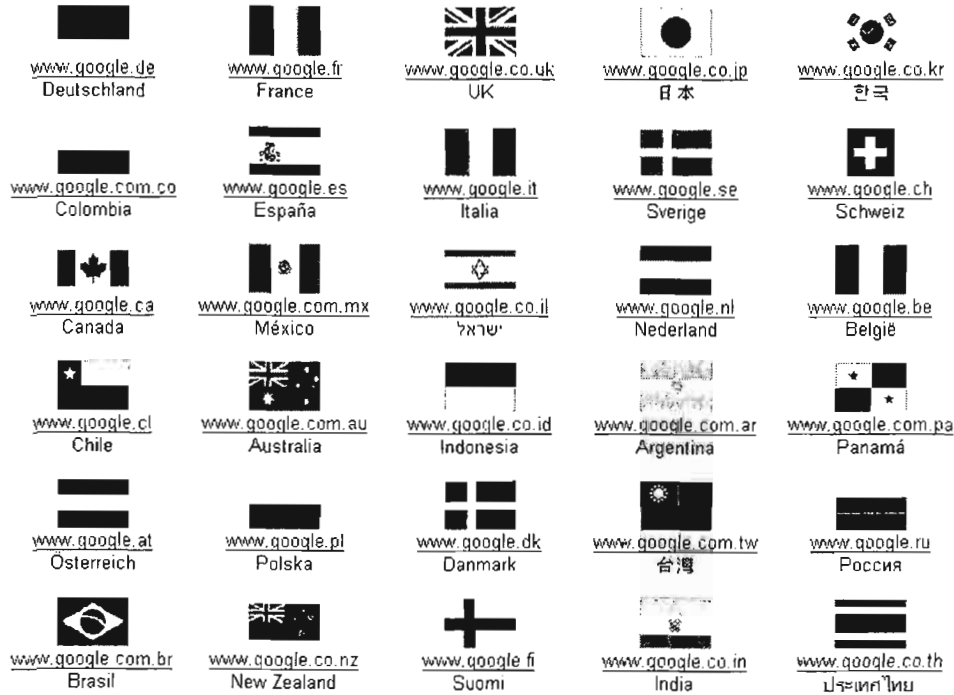 www.google.de www.google.fr www.google.co.uk www.google.co.jp www.google.co.kr
Deutschland France UK 日本 한국
www.google.com.co www.google.es www.google.it www.google.se www.google.ch
Colombia España Italia Sverige Schweiz
www.google.ca www.google.com.mx www.google.co.il www.google.nl www.google.be
Canada México ישראל Nederland België
www.google.cl www.google.com.au www.google.co.id www.google.com.ar www.google.com.pa
Chile Australia Indonesia Argentina Panamá
www.google.at www.google.pl www.google.dk www.google.com.tw www.google.ru
Österreich Polska Danmark 台灣 Россия
www.google.com.br www.google.co.nz www.google.fi www.google.co.in www.google.co.th
Brasil New Zealand Suomi India ประเทศไทย